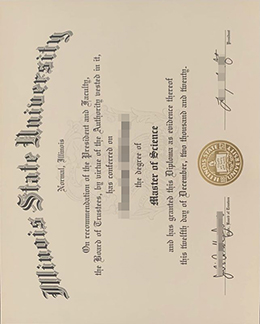 Illinois State University
Normal, Illinois
On recommendation of the President and Faculty,
the Board of Trustees, by virtue of the Authority vested in it,
has conferred on
the degree of
Master of Science
and has granted this Diploma as evidence thereof
this twelfth day of December, two thousand and twenty.
President